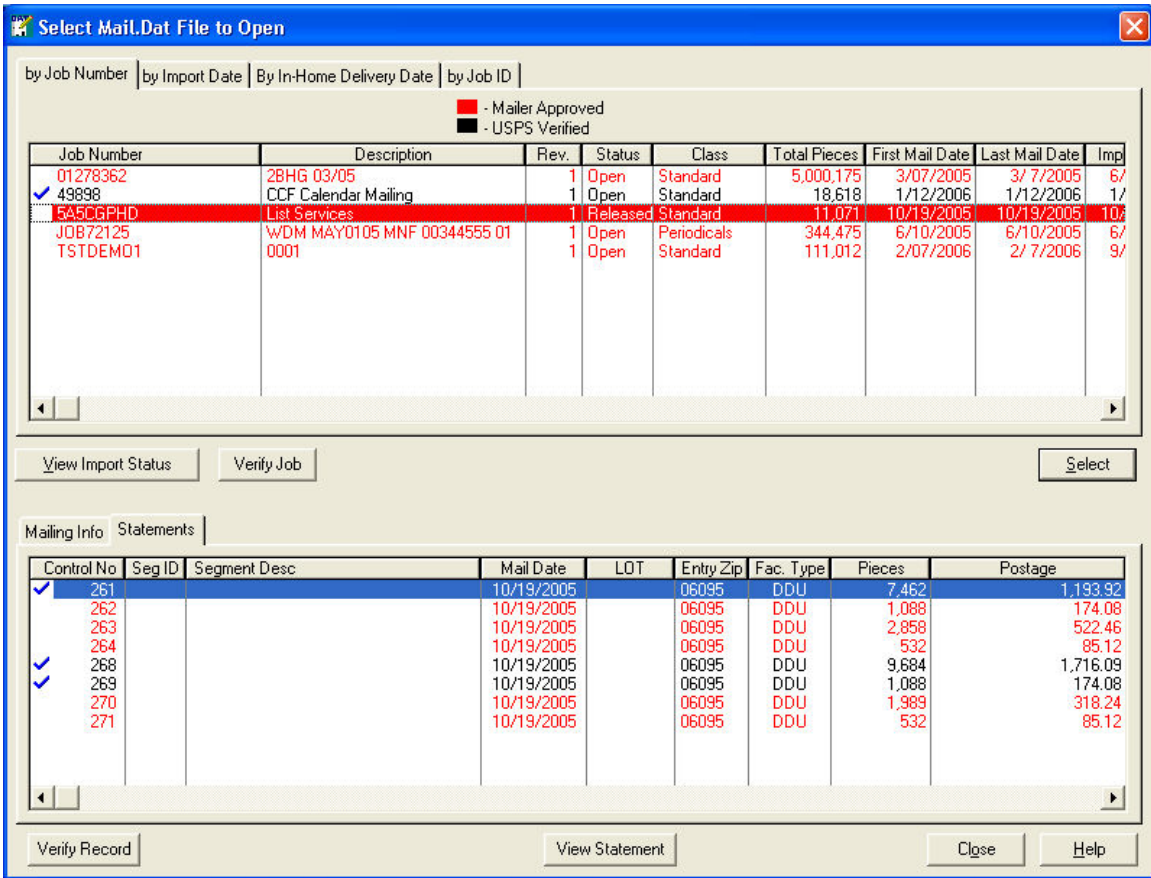 Select Mail.Dat File to Open
by Job Number by Import Date By In-Home Delivery Date by Job ID
- Mailer Approved
- USPS Verified
Job Number Description Rev. Status Class Total Pieces First Mail Date Last Mail Date Imp
01278362 2BHG 03/05 1 Open Standard 5,000,175 3/07/2005 3/ 7/2005 6/
49898 CCF Calendar Mailing 1 Open Standard 18,618 1/12/2006 1/12/2006 1/
5A5CGPHD List Services 1 Released Standard 11,071 10/19/2005 10/19/2005 10/
JOB72125 WDM MAY0105 MNF 00344555 01 1 Open Periodicals 344,475 6/10/2005 6/10/2005 6/
TSTDEMO1 0001 1 Open Standard 111,012 2/07/2006 2/ 7/2006 9/
View Import Status Verify Job Select
Mailing Info Statements
Control No Seg ID Segment Desc Mail Date LOT Entry Zip Fac. Type Pieces Postage
261 10/19/2005 06095 DDU 7,462 1,193.92
262 10/19/2005 06095 DDU 1,088 174.08
263 10/19/2005 06095 DDU 2,858 522.46
264 10/19/2005 06095 DDU 532 85.12
268 10/19/2005 06095 DDU 9,684 1,716.09
269 10/19/2005 06095 DDU 1,088 174.08
270 10/19/2005 06095 DDU 1,989 318.24
271 10/19/2005 06095 DDU 532 85.12
Verify Record View Statement Close Help